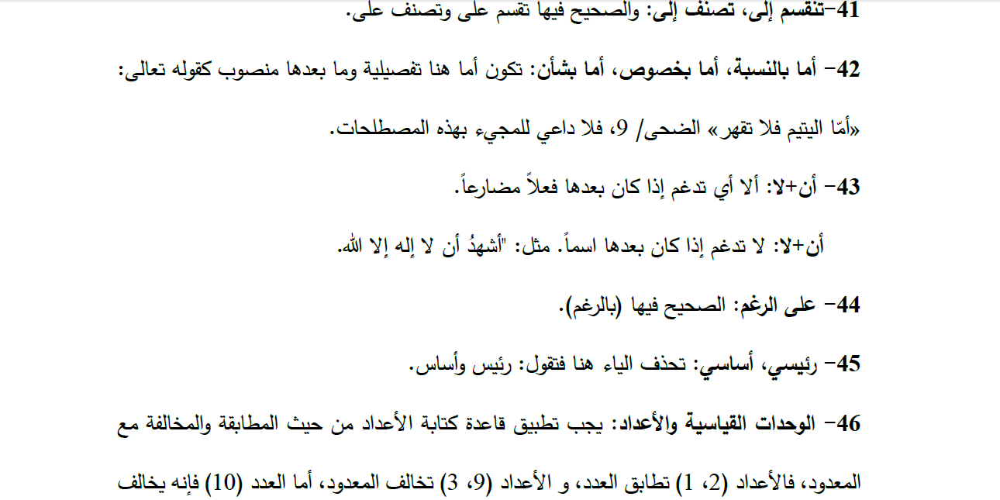 41-تنقسم إلى، تصنف إلى: والصحيح فيها تقسم على وتصنف على.
42- أما بالنسبة، أما بخصوص، أما بشأن: تكون أما هنا تفصيلية وما بعدها منصوب كقوله تعالى:
«أمّا اليتيم فلا تقهر» الضحى/ 9، فلا داعي للمجيء بهذه المصطلحات.
43- أن+لا: ألا أي تدغم إذا كان بعدها فعلاً مضارعاً.
أن+لا: لا تدغم إذا كان بعدها اسماً. مثل: "أشهدُ أن لا إله إلا الله.
44- على الرغم: الصحيح فيها (بالرغم).
45- رئيسي، أساسي: تحذف الياء هنا فتقول: رئيس وأساس.
46- الوحدات القياسية والأعداد: يجب تطبيق قاعدة كتابة الأعداد من حيث المطابقة والمخالفة مع
المعدود، فالأعداد (2، 1) تطابق العدد، و الأعداد (9، 3) تخالف المعدود، أما العدد (10) فإنه يخالف